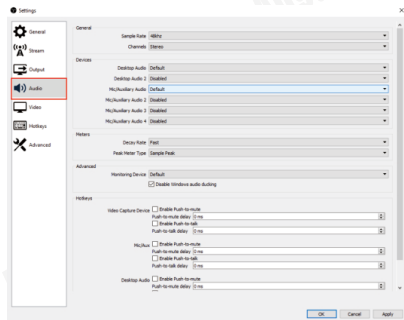 Settings
General
Stream
Output
Audio
Video
Hotkeys
Advanced
General
Sample Rate 48khz
Channels Stereo
Devices
Desktop Audio Default
Desktop Audio 2 Disabled
Mic/Auxiliary Audio Default
Mic/Auxiliary Audio 2 Disabled
Mic/Auxiliary Audio 3 Disabled
Mic/Auxiliary Audio 4 Disabled
Meters
Decay Rate Fast
Peak Meter Type Sample Peak
Advanced
Monitoring Device Default
Disable Windows audio ducking
Hotkeys
Video Capture Device Enable Push-to-mute
Push-to-mute delay 0 ms
Enable Push-to-talk
Push-to-talk delay 0 ms
Mic/Aux Enable Push-to-mute
Push-to-mute delay 0 ms
Enable Push-to-talk
Push-to-talk delay 0 ms
Desktop Audio Enable Push-to-mute
Push-to-mute delay 0 ms
OK Cancel Apply